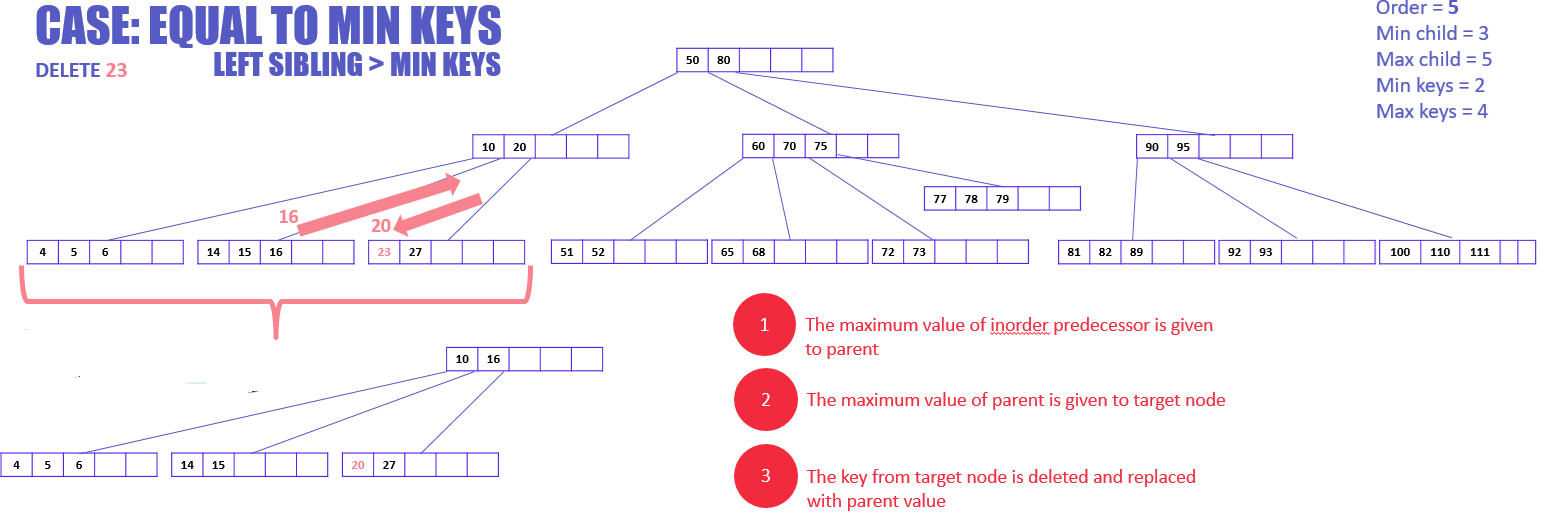 CASE: EQUAL TO MIN KEYS
LEFT SIBLING > MIN KEYS
DELETE 23
Order = 5
Min child = 3
Max child = 5
Min keys = 2
Max keys = 4
50 80
10 20
60 70 75
90 95
77 78 79
16
20
4 5 6
14 15 16
23 27
51 52
65 68
72 73
81 82 89
92 93
100 110 111
10 16
4 5 6
14 15
20 27
1
The maximum value of inorder predecessor is given
to parent
2
The maximum value of parent is given to target node
3
The key from target node is deleted and replaced
with parent value